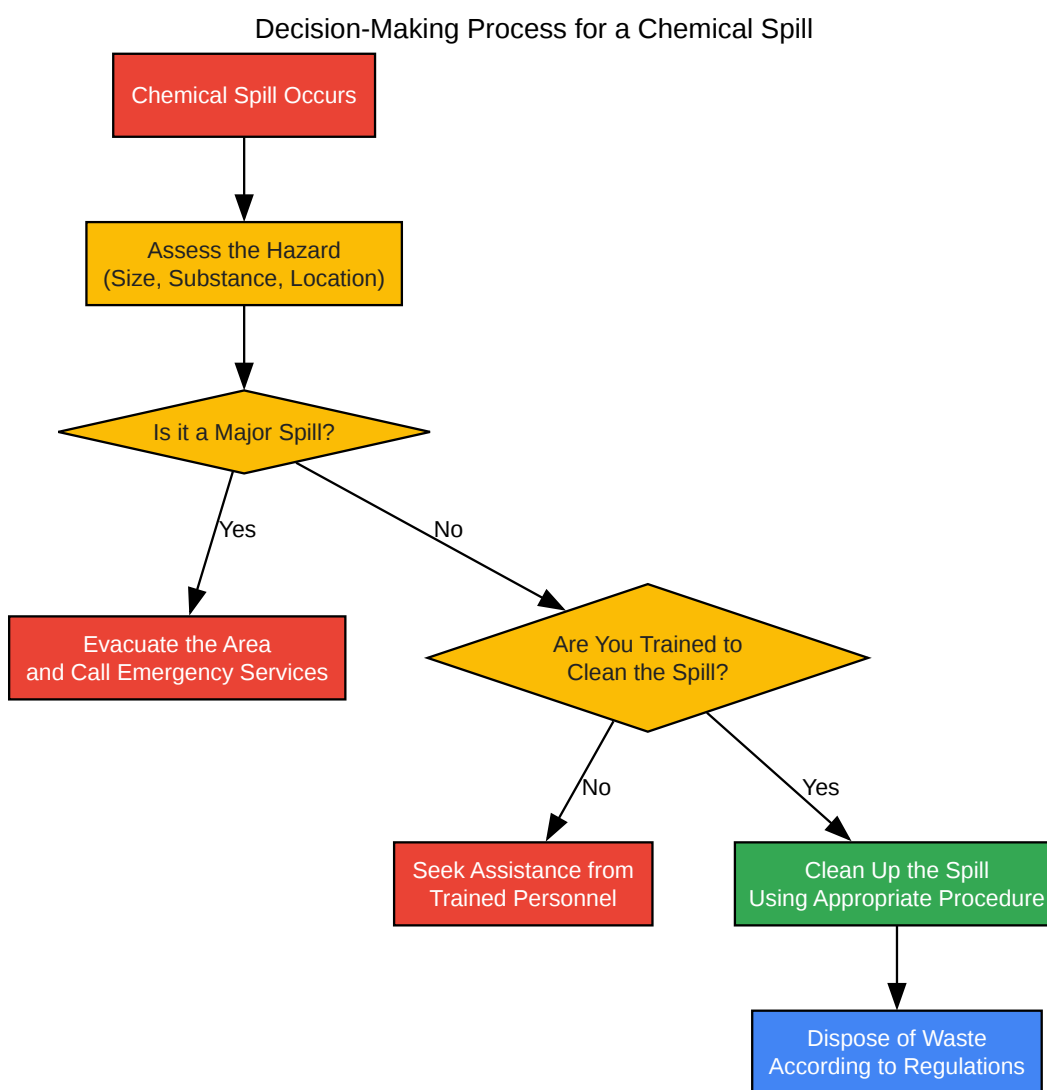 Decision-Making Process for a Chemical Spill
Chemical Spill Occurs
Assess the Hazard
(Size, Substance, Location)
Is it a Major Spill?
Yes
No
Evacuate the Area
and Call Emergency Services
Are You Trained to
Clean the Spill?
No
Yes
Seek Assistance from
Trained Personnel
Clean Up the Spill
Using Appropriate Procedure
Dispose of Waste
According to Regulations